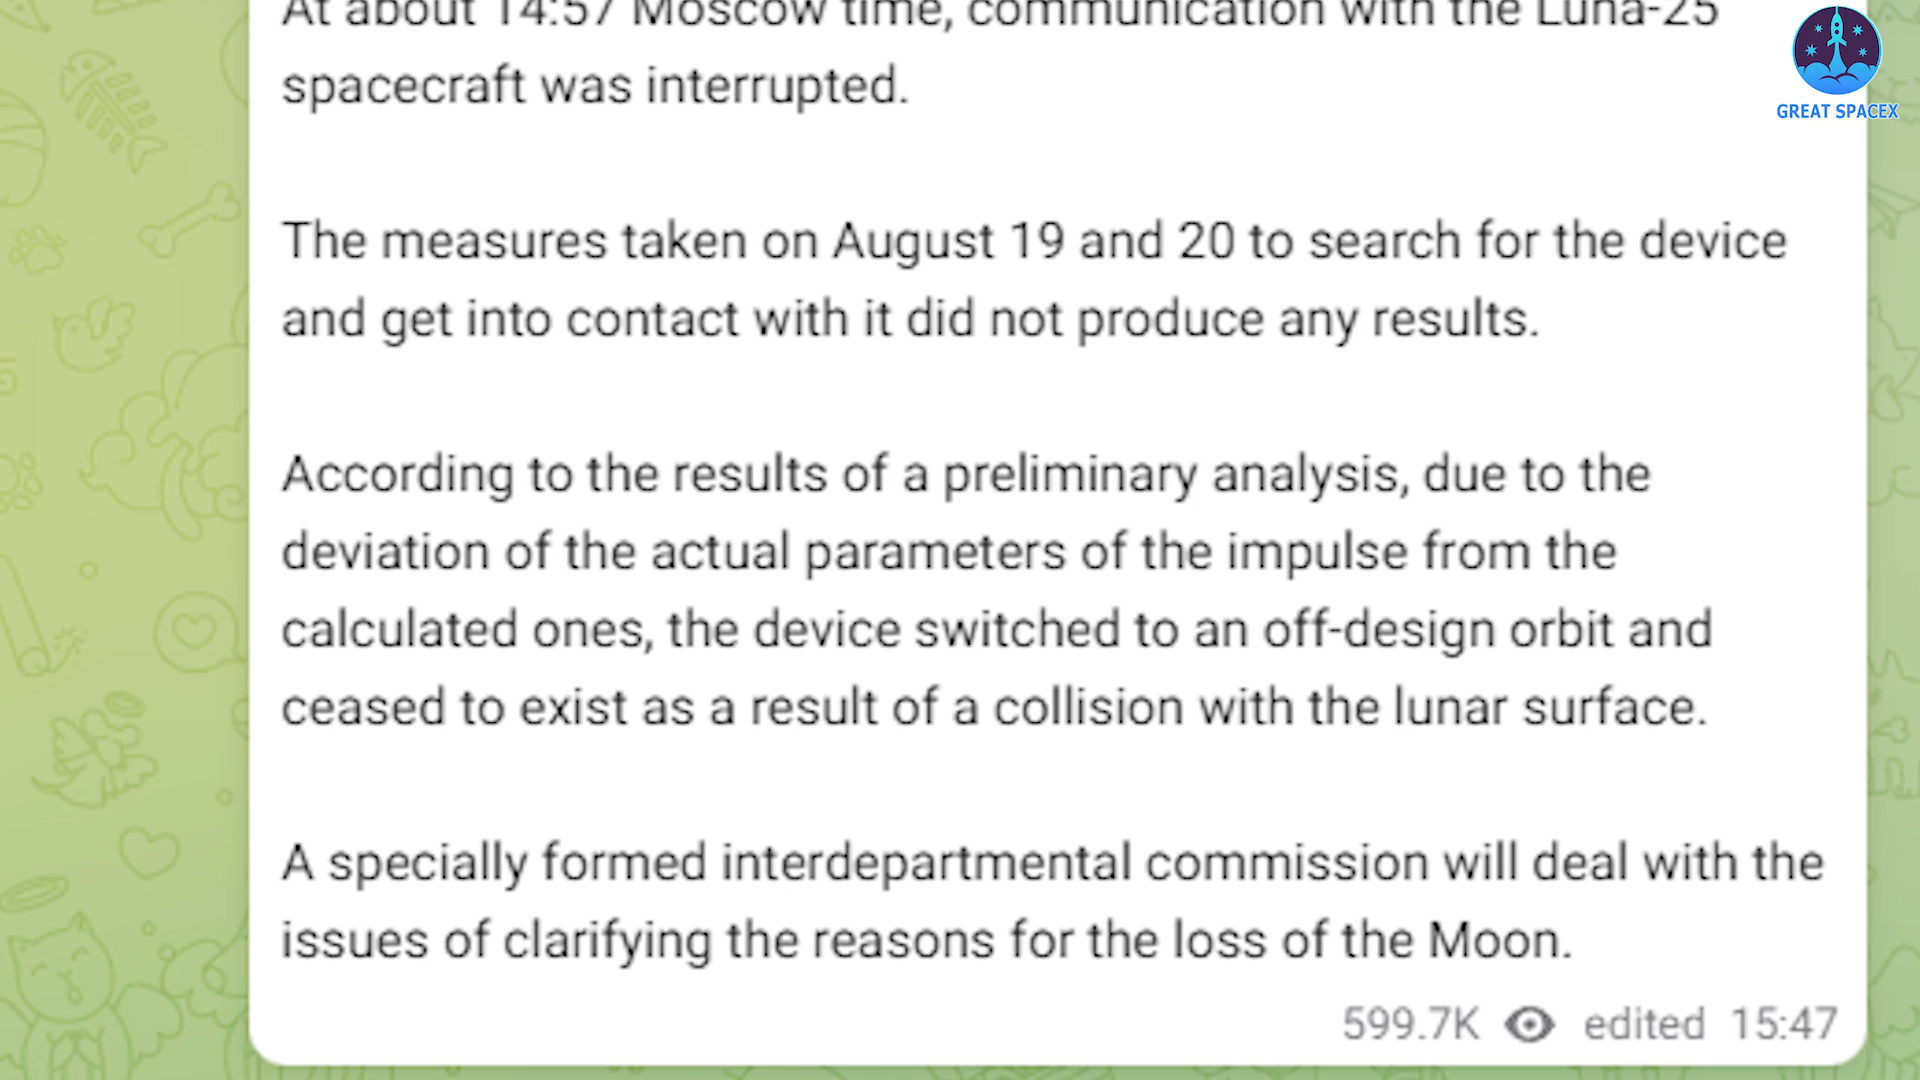 At about 14:57 Moscow time, communication with the Luna-25
spacecraft was interrupted.
The measures taken on August 19 and 20 to search for the device
and get into contact with it did not produce any results.
According to the results of a preliminary analysis, due to the
deviation of the actual parameters of the impulse from the
calculated ones, the device switched to an off-design orbit and
ceased to exist as a result of a collision with the lunar surface.
A specially formed interdepartmental commission will deal with the
issues of clarifying the reasons for the loss of the Moon.
599.7K edited 15:47
GREAT SPACEX